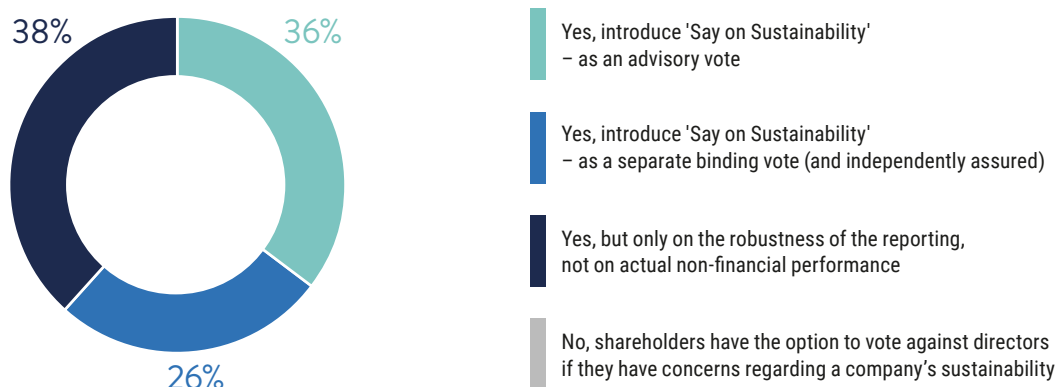 38%
36%
26%
Yes, introduce 'Say on Sustainability'
– as an advisory vote
Yes, introduce 'Say on Sustainability'
– as a separate binding vote (and independently assured)
Yes, but only on the robustness of the reporting,
not on actual non-financial performance
No, shareholders have the option to vote against directors
if they have concerns regarding a company’s sustainability